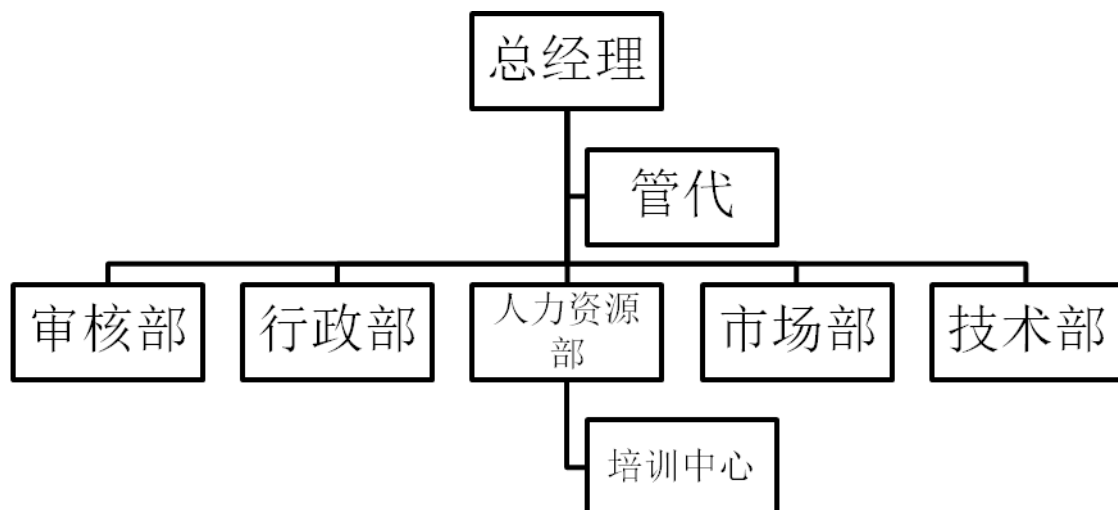 总经理
管代
审核部
行政部
人力资源
部
市场部
技术部
培训中心